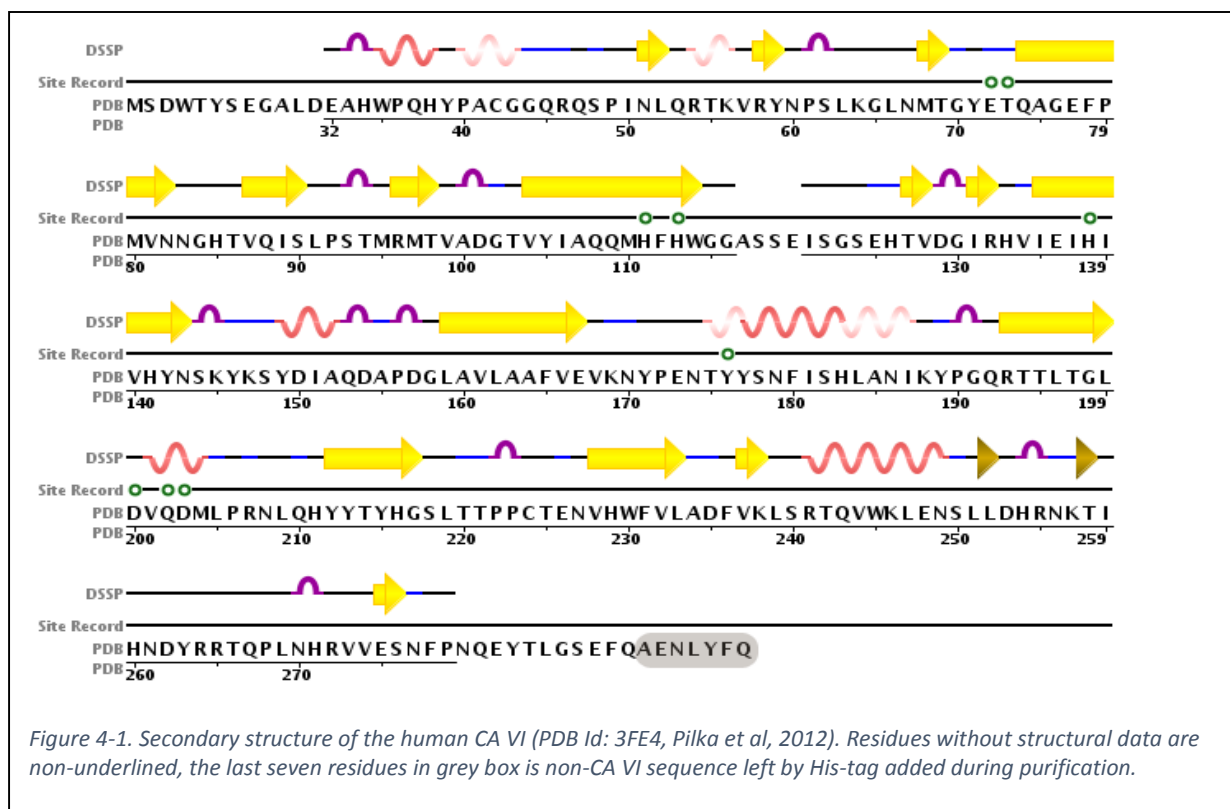 DSSP
Site Record
PDB MSDWTYSEGALDEAHWPQHYPACGGQRQSPINLQRTKVRYNPSLKGLNMTGYETQAGEFP
PDB 32 40 50 60 70 79
DSSP
Site Record
PDB MVNNGHTVQISLPSTMRMTVADGTVYIAQQMHFHWGGASSEISGSEHTVDGIRHVIEIHI
PDB 80 90 100 110 130 139
DSSP
Site Record
PDB VHYNSKYKSYDIAQDAPDGLAVLAAFVEVKNYPENTYYSNFISHLANIKYPGQRTTLTGL
PDB 140 150 160 170 180 190 199
DSSP
Site Record
PDB DVQDMLPRNLQHYYTYHGSLTTPPCTENVHWFVLADFVKLSRTQVWKLENSLLDHRNKTI
PDB 200 210 220 230 240 250 259
DSSP
Site Record
PDB HNDYRRTQPLNHRVVESNFPNQEYTLGSEFQAENLYFQ
PDB 260 270
Figure 4-1. Secondary structure of the human CA VI (PDB Id: 3FE4, Pilka et al, 2012). Residues without structural data are
non-underlined, the last seven residues in grey box is non-CA VI sequence left by His-tag added during purification.